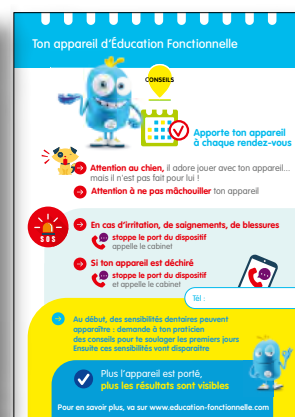 Ton appareil d'Éducation Fonctionnelle
CONSEILS
Apporte ton appareil
à chaque rendez-vous
Attention au chien, il adore jouer avec ton appareil...
mais il n'est pas fait pour lui !
Attention à ne pas mâchouiller ton appareil
SOS
En cas d'irritation, de saignements, de blessures
stoppe le port du dispositif
appelle le cabinet
Si ton appareil est déchiré
stoppe le port du dispositif
et appelle le cabinet
Tél :
Au début, des sensibilités dentaires peuvent
apparaître : demande à ton praticien
des conseils pour te soulager les premiers jours
Ensuite ces sensibilités vont disparaitre
Plus l'appareil est porté,
plus les résultats sont visibles
Pour en savoir plus, va sur www.education-fonctionnelle.com